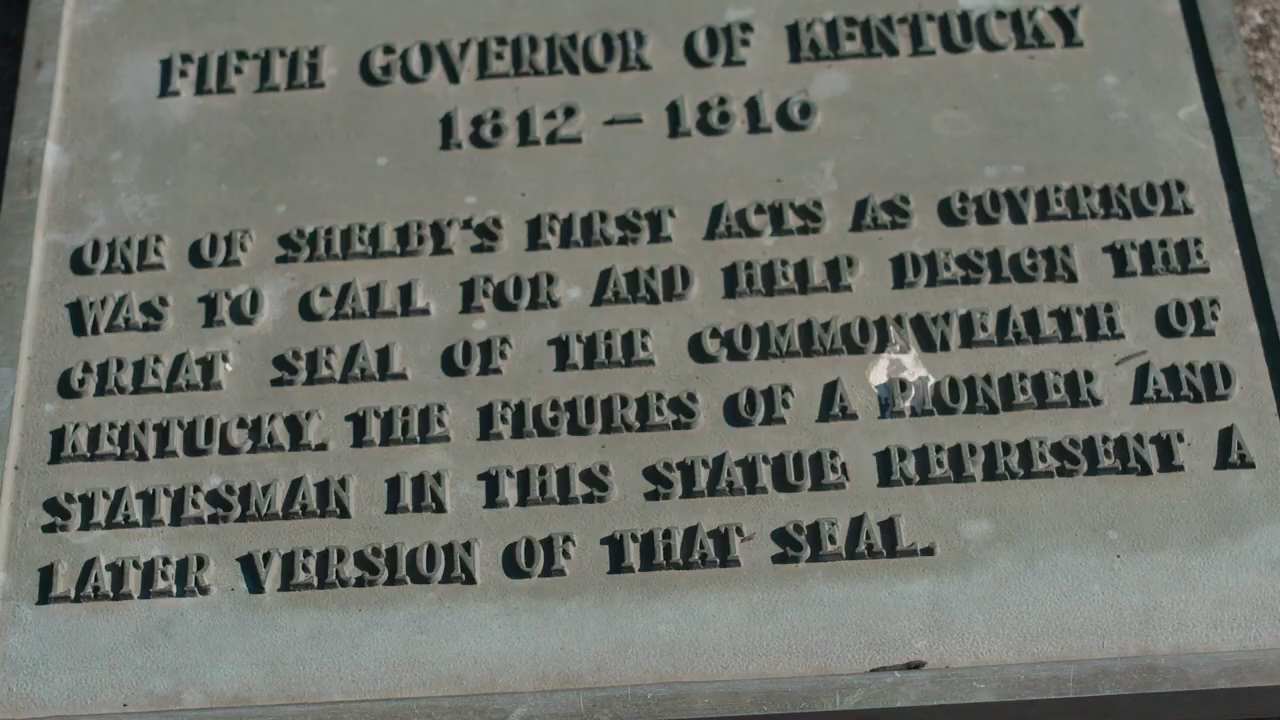 FIFTH GOVERNOR OF KENTUCKY
1812 – 1816
ONE OF SHELBY'S FIRST ACTS AS GOVERNOR
WAS TO CALL FOR AND HELP DESIGN THE
GREAT SEAL OF THE COMMONWEALTH OF
KENTUCKY. THE FIGURES OF A PIONEER AND
STATESMAN IN THIS STATUE REPRESENT A
LATER VERSION OF THAT SEAL.